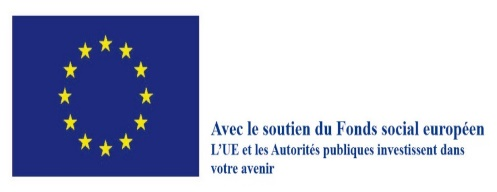 Avec le soutien du Fonds social européen
L'UE et les Autorités publiques investissent dans
votre avenir